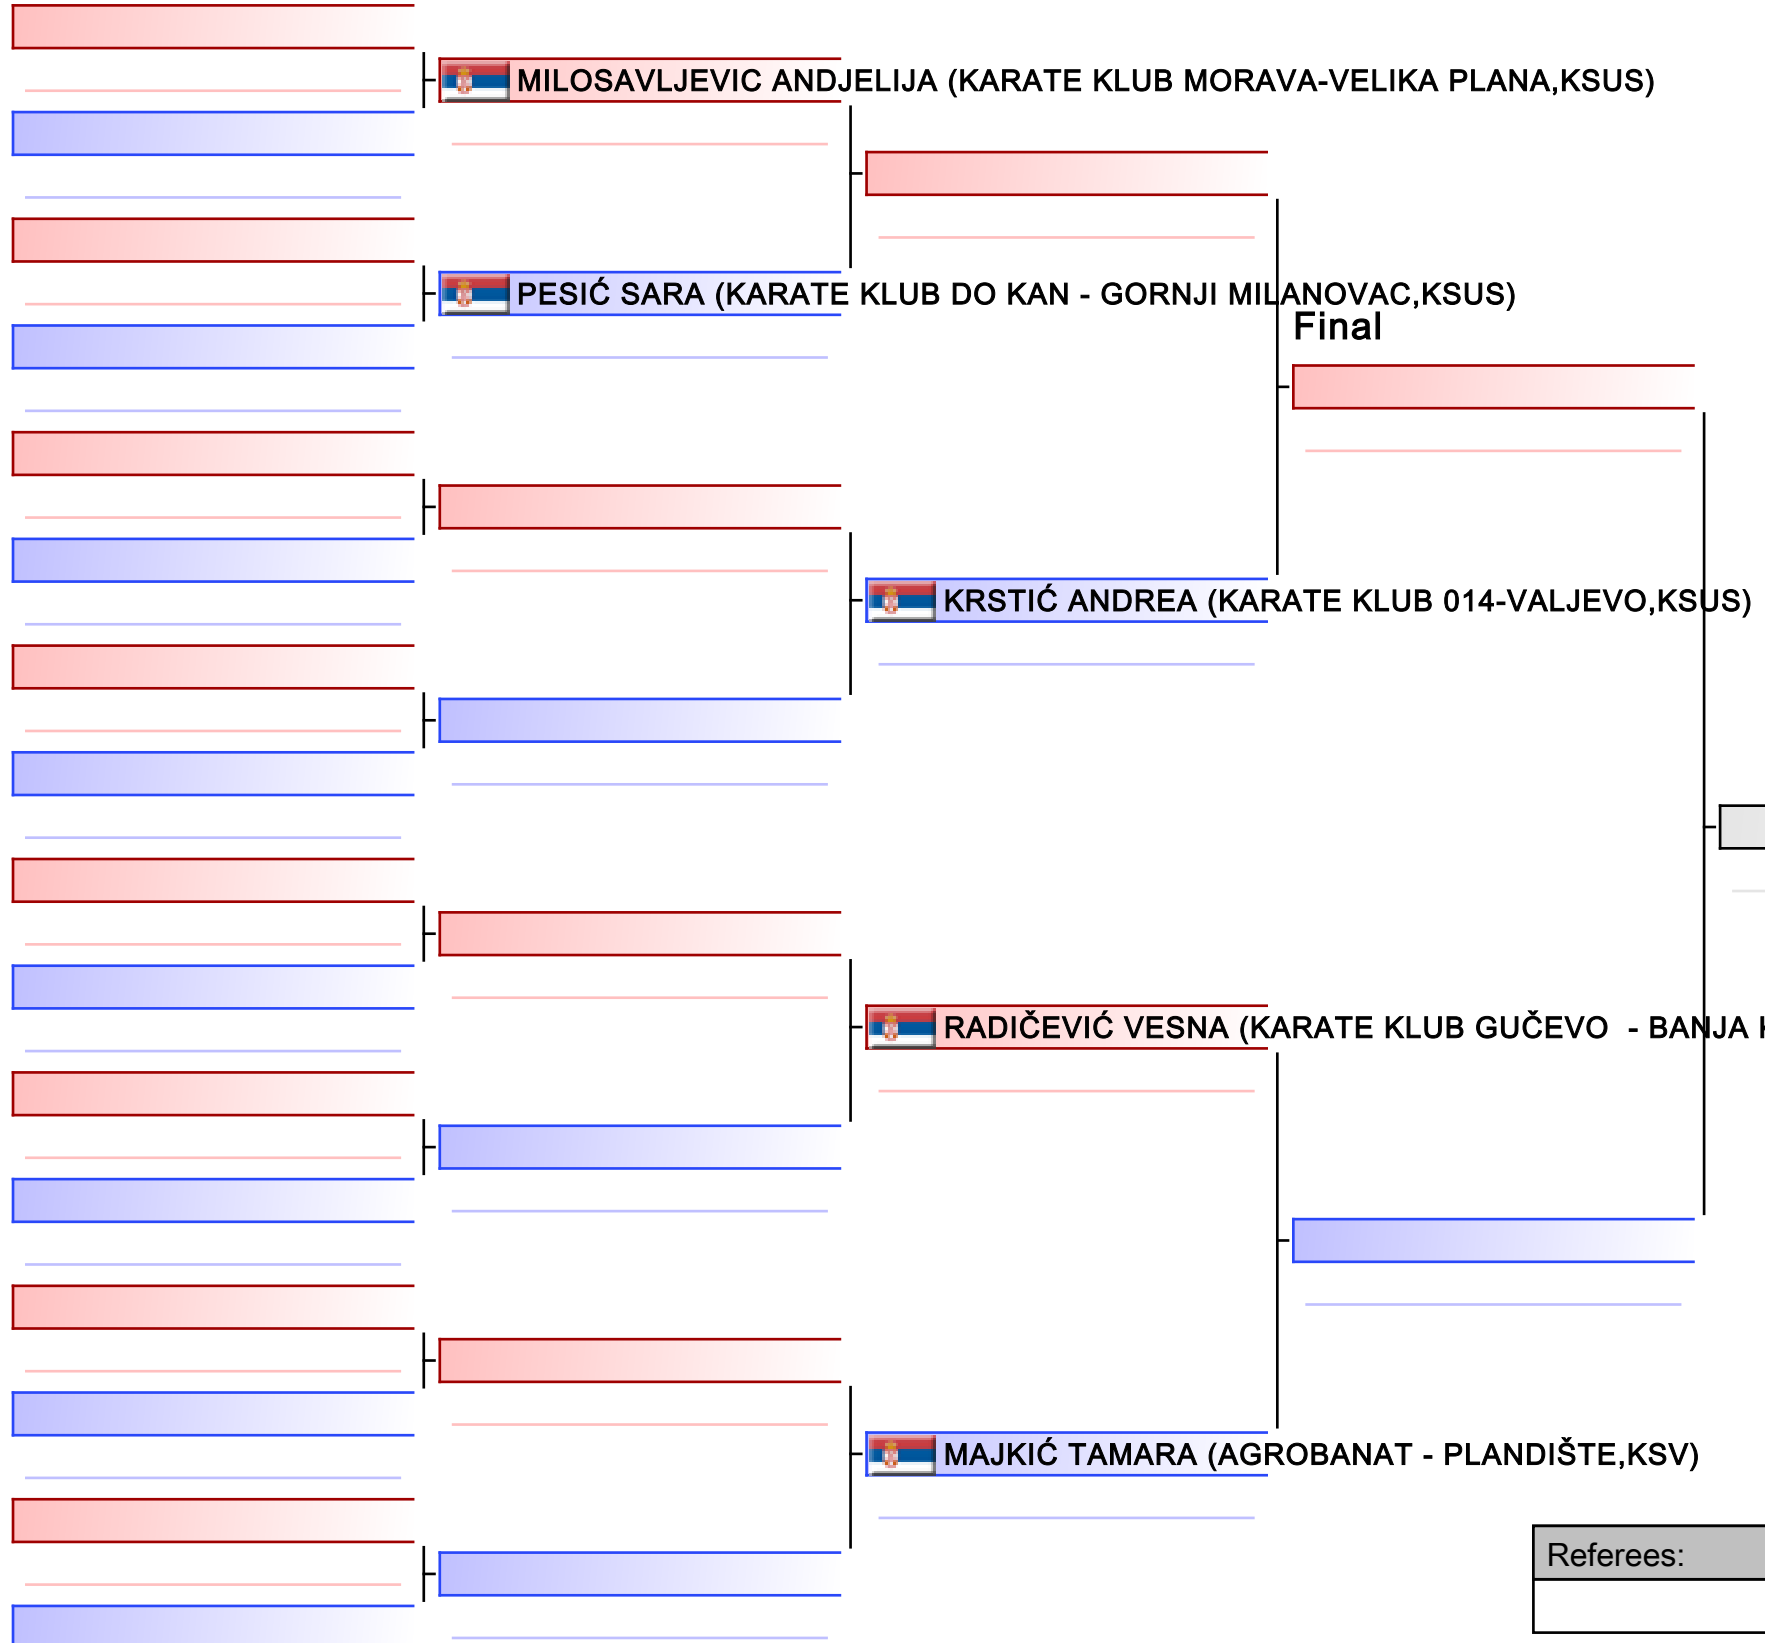 MILOSAVLJEVIC ANDJELIJA (KARATE KLUB MORAVA-VELIKA PLANA,KSUS)
PESIĆ SARA (KARATE KLUB DO KAN - GORNJI MILANOVAC,KSUS)
Final
KRSTIĆ ANDREA (KARATE KLUB 014-VALJEVO,KSUS)
RADIČEVIĆ VESNA (KARATE KLUB GUČEVO - BANJA
MAJKIĆ TAMARA (AGROBANAT - PLANDIŠTE,KSV)
Referees: